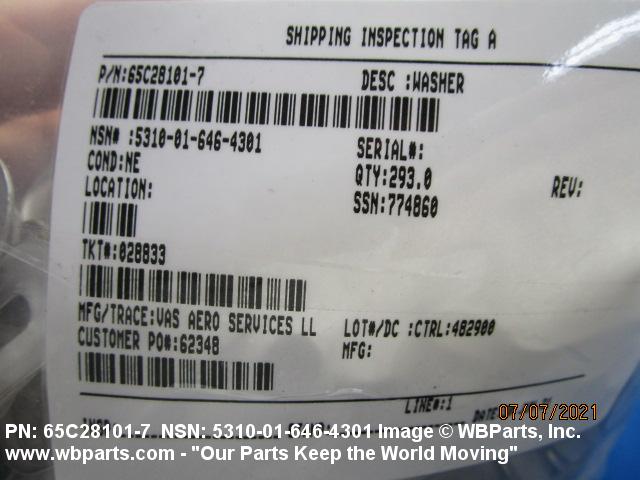 SHIPPING INSPECTION TAG A
P/N:65C28101-7 DESC :WASHER
NSN# :5310-01-646-4301 SERIAL#:
COND:NE QTY:293.0 REV:
LOCATION: SSN:774860
TKT#:028833
MFG/TRACE:VAS AERO SERVICES LL LOT#/DC :CTRL:482900
CUSTOMER PO#:62348 MFG:
LINE#:1 DATE
07/07/2021
PN: 65C28101-7 NSN: 5310-01-646-4301 Image © WBParts, Inc.
www.wbparts.com - "Our Parts Keep the World Moving"